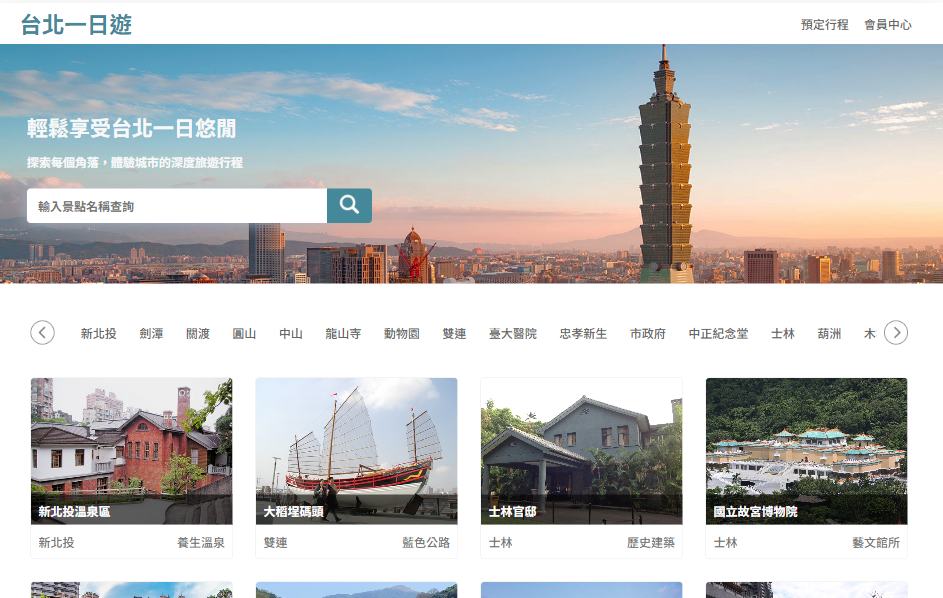 台北一日遊
預定行程 會員中心
輕鬆享受台北一日悠閒
探索每個角落，體驗城市的深度旅遊行程
輸入景點名稱查詢
新北投 劍潭 關渡 圓山 中山 龍山寺 動物園 雙連 臺大醫院 忠孝新生 市政府 中正紀念堂 士林 葫洲 木
新北投溫泉區 大稻埕碼頭 士林官邸 國立故宮博物院
新北投 養生溫泉 雙連 藍色公路 士林 歷史建築 士林 藝文館所